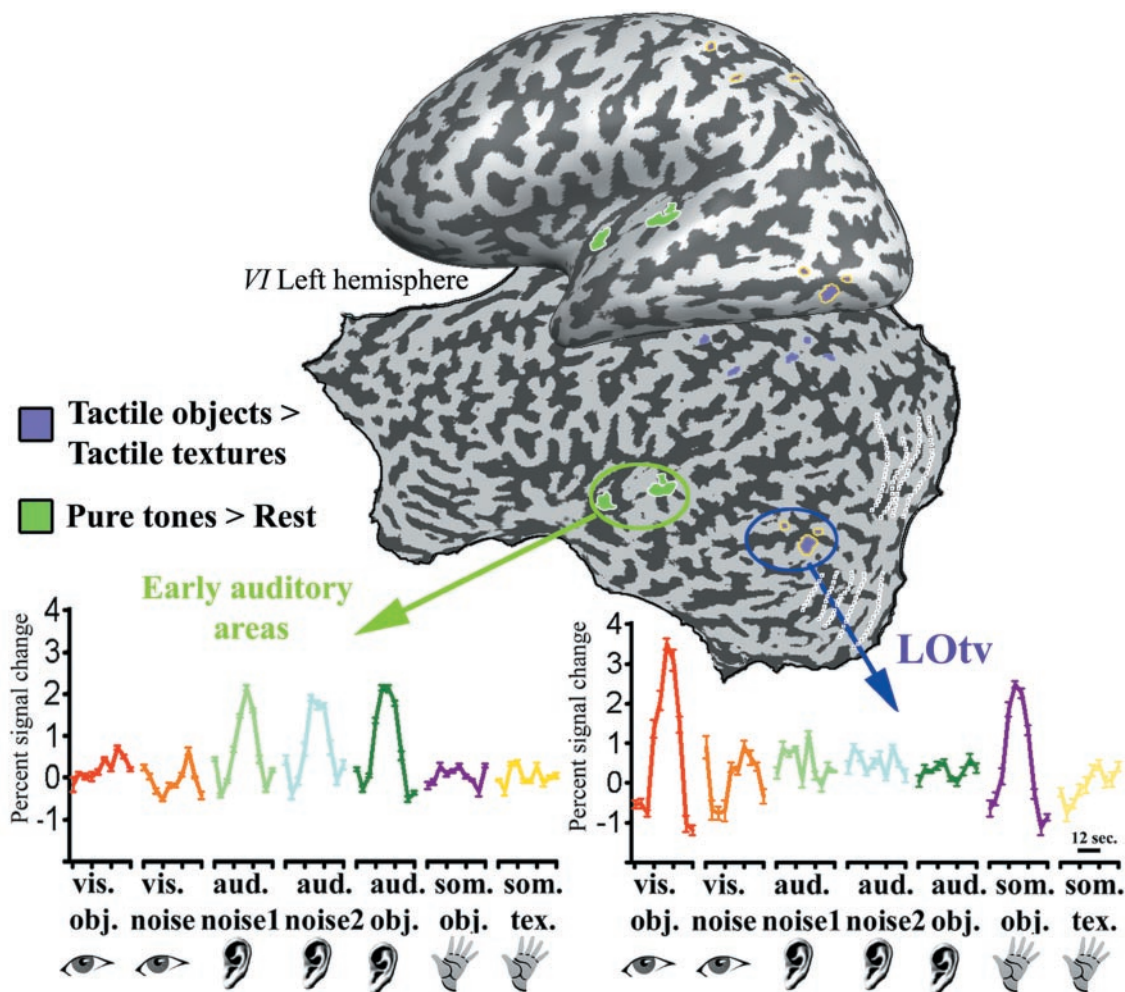 VI Left hemisphere
Tactile objects >
Tactile textures
Pure tones > Rest
Early auditory
areas
LOtv
Percent signal change
4
3
2
1
0
-1
vis. vis. aud. aud. aud. som. som.
obj. noise noise1 noise2 obj. obj. tex.
Percent signal change
4
3
2
1
0
-1
12 sec.
vis. vis. aud. aud. aud. som. som.
obj. noise noise1 noise2 obj. obj. tex.